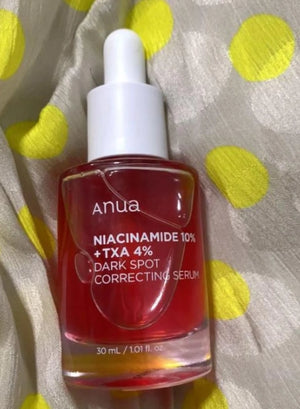 Anua
NIACINAMIDE 10%
+TXA 4%
DARK SPOT
CORRECTING SERUM
30 mL / 1.01 fl. oz.